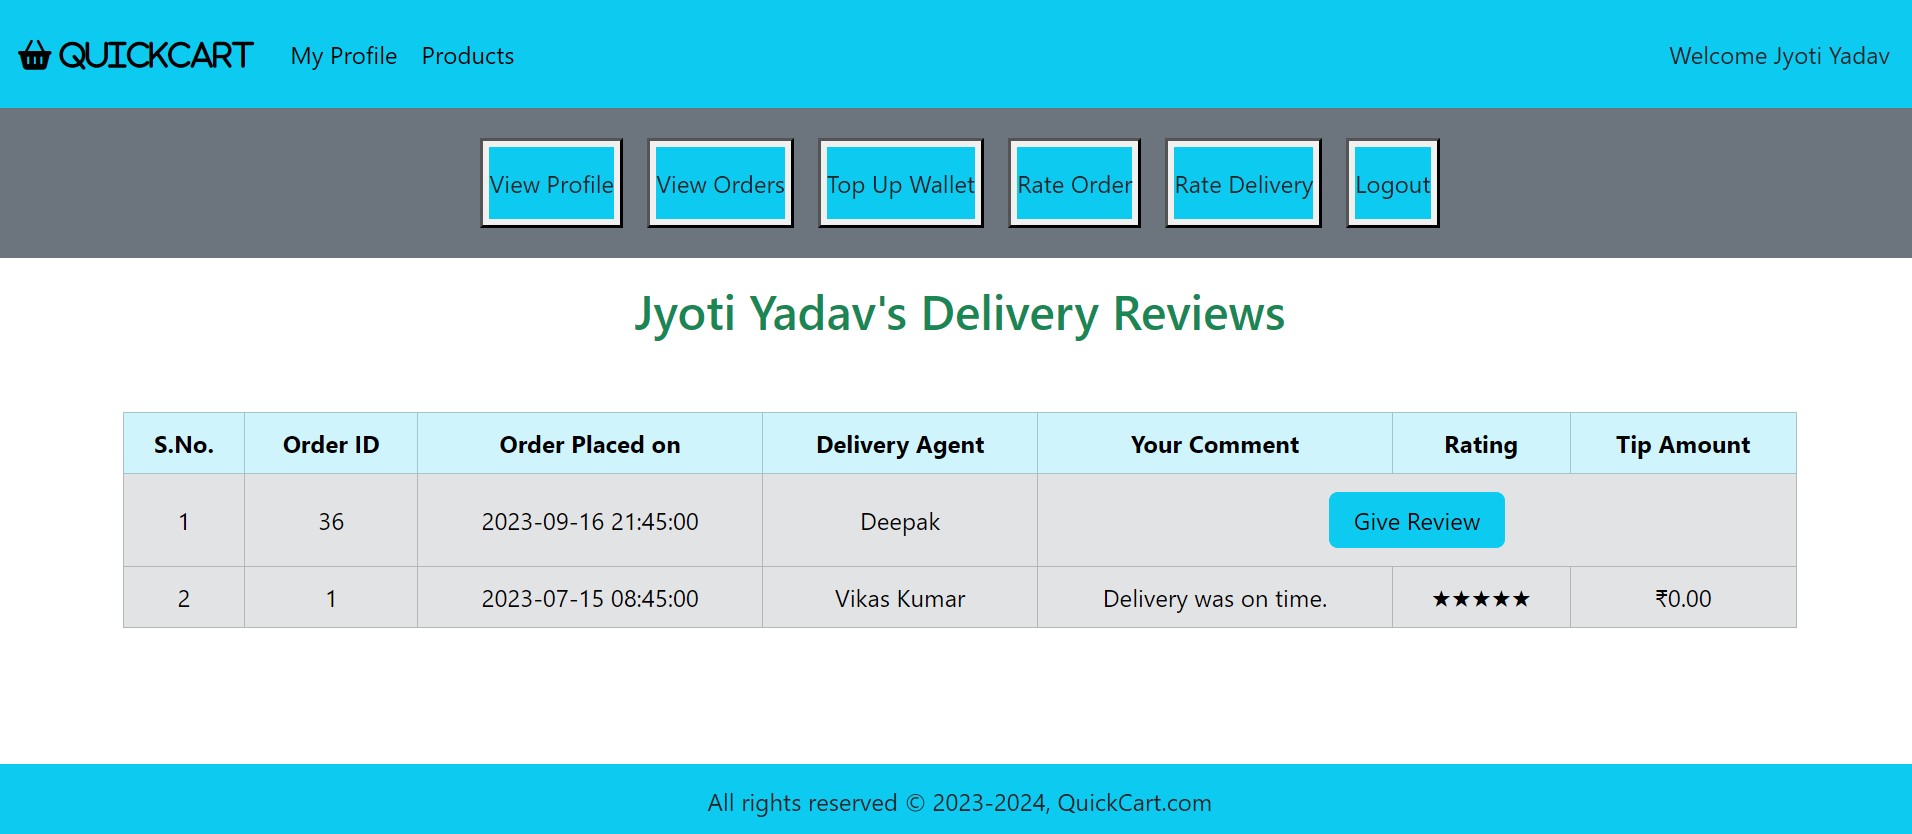 QUICKCART My Profile Products Welcome Jyoti Yadav
View Profile View Orders Top Up Wallet Rate Order Rate Delivery Logout
Jyoti Yadav's Delivery Reviews
S.No. Order ID Order Placed on Delivery Agent Your Comment Rating Tip Amount
1 36 2023-09-16 21:45:00 Deepak Give Review
2 1 2023-07-15 08:45:00 Vikas Kumar Delivery was on time. ★★★★★ ₹0.00
All rights reserved © 2023-2024, QuickCart.com